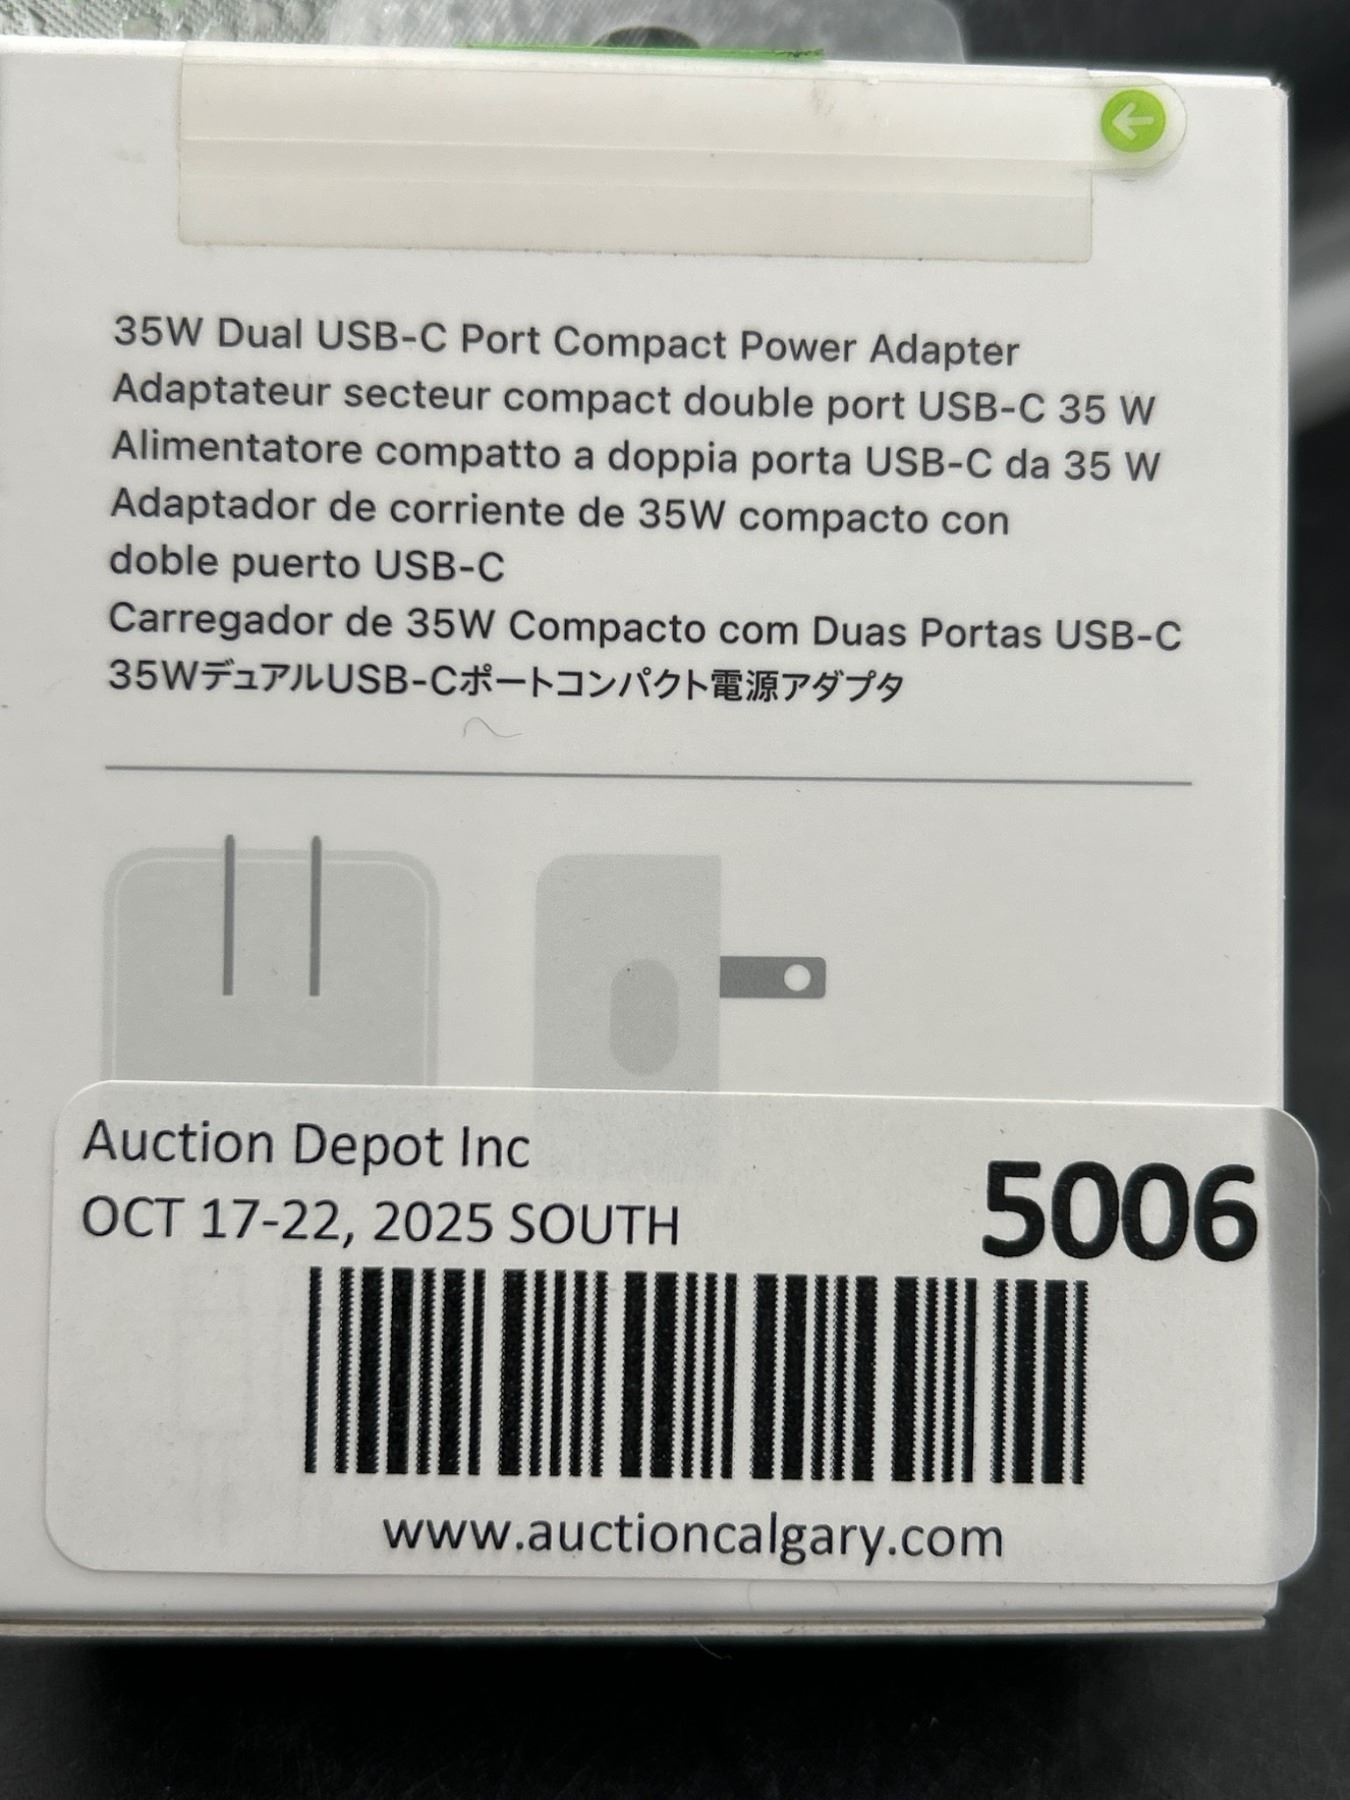 35W Dual USB-C Port Compact Power Adapter
Adaptateur secteur compact double port USB-C 35 W
Alimentatore compatto a doppia porta USB-C da 35 W
Adaptador de corriente de 35W compacto con
doble puerto USB-C
Carregador de 35W Compacto com Duas Portas USB-C
35WデュアルUSB-Cポートコンパクト電源アダプタ
Auction Depot Inc
OCT 17-22, 2025 SOUTH
5006
www.auctioncalgary.com